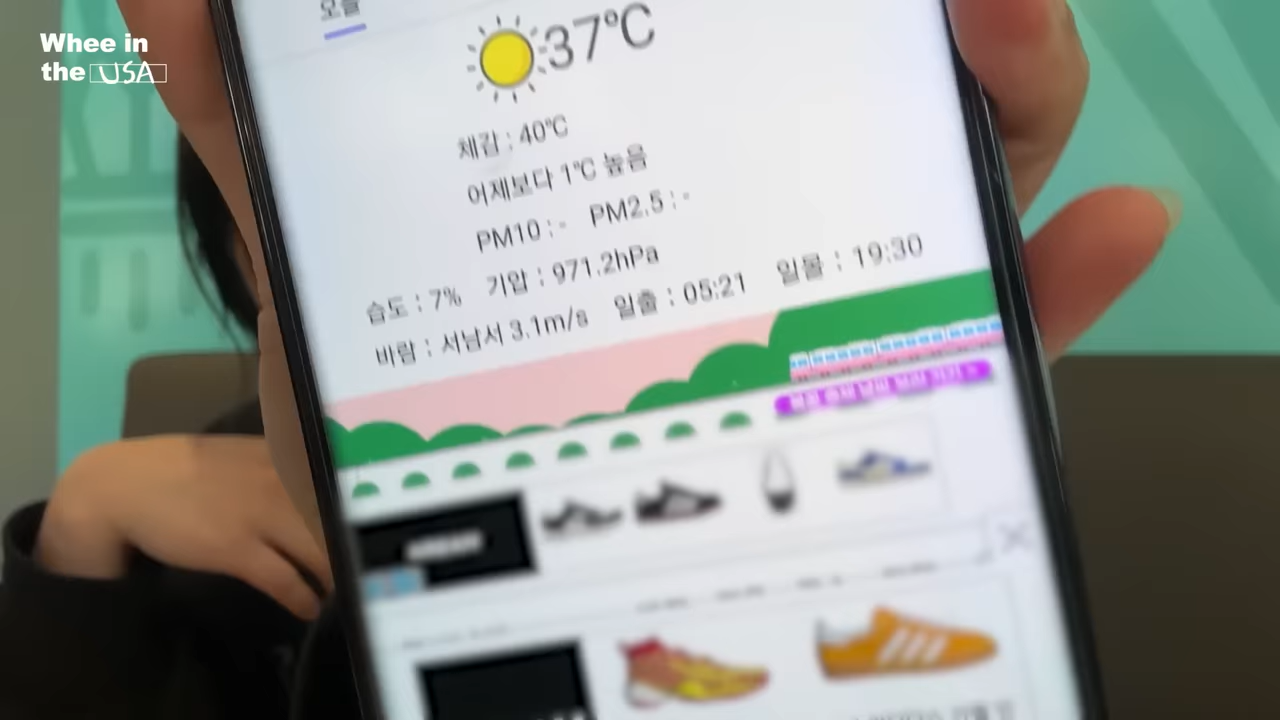 Whee in
the USA
오늘
37℃
체감 : 40℃
어제보다 1℃ 높음
PM10 : - PM2.5 : -
습도 : 7% 기압 : 971.2hPa
바람 : 서남서 3.1m/s 일출 : 05:21 일몰 : 19:30